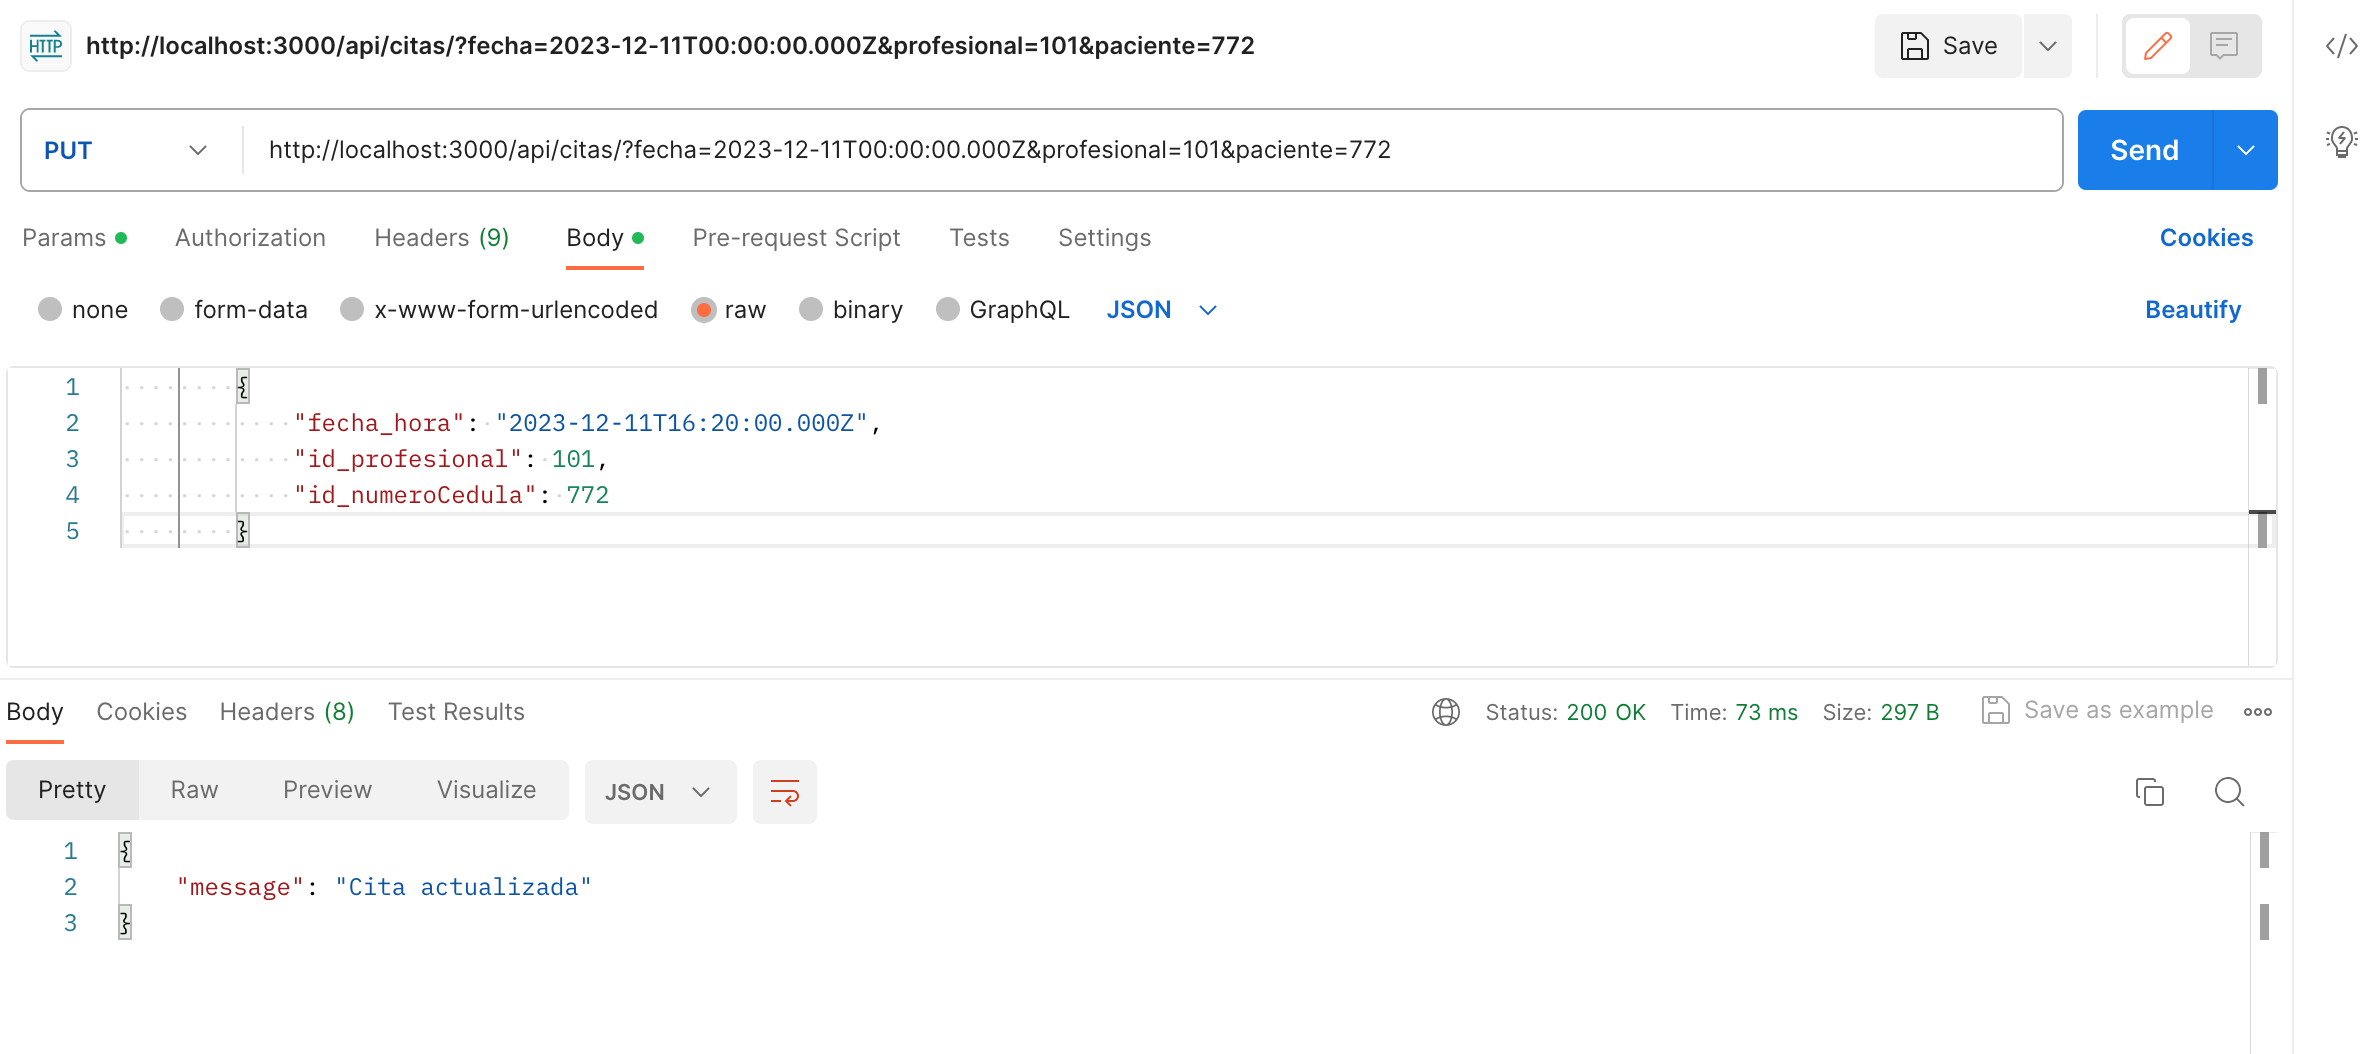 HTTP http://localhost:3000/api/citas/?fecha=2023-12-11T00:00:00.000Z&profesional=101&paciente=772 Save
PUT http://localhost:3000/api/citas/?fecha=2023-12-11T00:00:00.000Z&profesional=101&paciente=772 Send
Params Authorization Headers (9) Body Pre-request Script Tests Settings Cookies
none form-data x-www-form-urlencoded raw binary GraphQL JSON Beautify
1 {
2 "fecha_hora": "2023-12-11T16:20:00.000Z",
3 "id_profesional": 101,
4 "id_numeroCedula": 772
5 }
Body Cookies Headers (8) Test Results Status: 200 OK Time: 73 ms Size: 297 B Save as example
Pretty Raw Preview Visualize JSON
1 {
2 "message": "Cita actualizada"
3 }